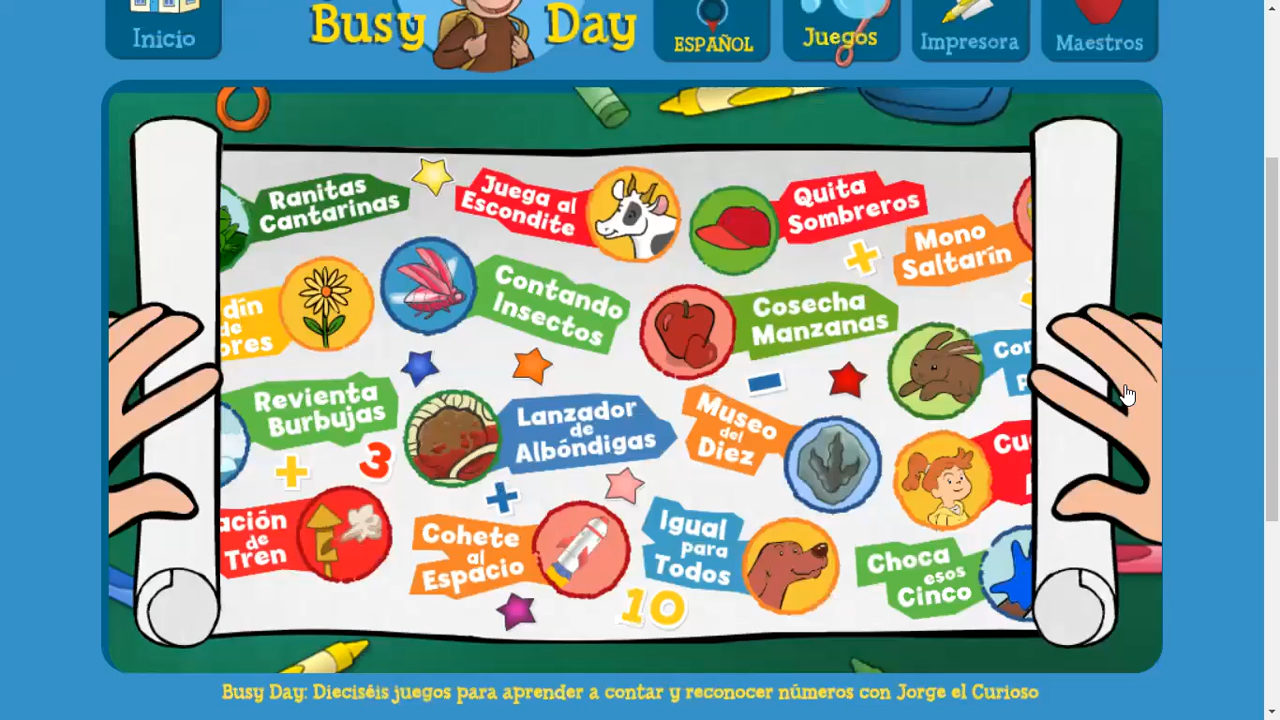 Inicio
Busy Day
ESPAÑOL
Juegos
Impresora
Maestros
Ranitas
Cantarinas
Juega al
Escondite
Quita
Sombreros
Mono
Saltarín
de
Contando
Insectos
Cosecha
Manzanas
Revienta
Burbujas
3
Lanzador
de
Albóndigas
Museo
del
Diez
de
Tren
Cohete
al
Espacio
Igual
para
Todos
10
Choca
esos
Cinco
Busy Day: Dieciséis juegos para aprender a contar y reconocer números con Jorge el Curioso